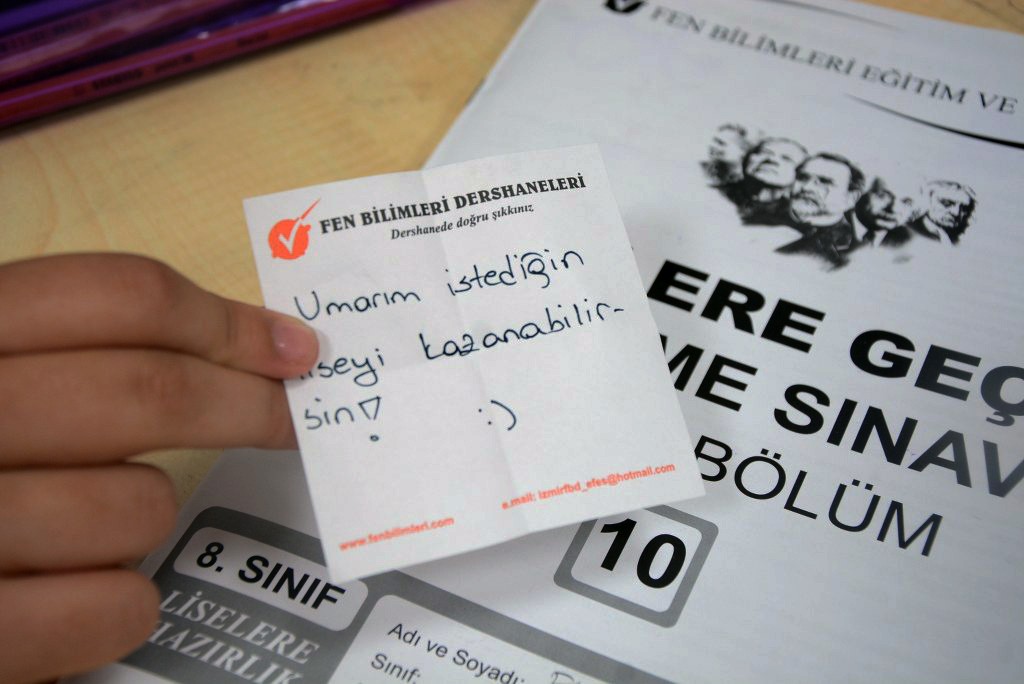 FEN BİLİMLERİ EĞİTİM VE
FEN BİLİMLERİ DERSHANELERİ
Dershanede doğru şıkkınız
Umarım istediğin
liseyi kazanabilir-
sin! :)
www.fenbilimleri.com
e.mail: izmirfbd_efes@hotmail.com
ERE GEÇ
ME SINAV
BÖLÜM
10
8. SINIF
LİSELERE
HAZIRLIK
Adı ve Soyadı:
Sınıf: